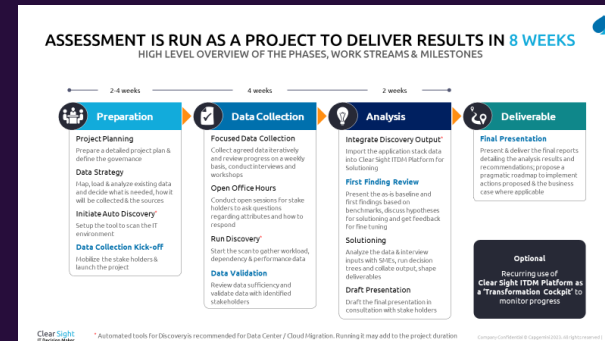 ASSESSMENT IS RUN AS A PROJECT TO DELIVER RESULTS IN 8 WEEKS
HIGH LEVEL OVERVIEW OF THE PHASES, WORK STREAMS & MILESTONES
2-4 weeks
4 weeks
2 weeks
Preparation
Data Collection
Analysis
Deliverable
Project Planning
Prepare a detailed project plan &
define the governance
Data Strategy
Map, load & analyze existing data
and decide what is needed, how it
will be collected & the sources
Initiate Auto Discovery*
Setup the tool to scan the IT
environment
Data Collection Kick-off
Mobilize the stake holders &
launch the project
Focused Data Collection
Collect agreed data iteratively
and review progress on a weekly
basis, conduct interviews and
workshops
Open Office Hours
Conduct open sessions for stake
holders to ask questions
regarding attributes and how to
respond
Run Discovery*
Start the scan to gather workload,
dependency & performance data
Data Validation
Review data sufficiency and
validate data with identified
stakeholders
Integrate Discovery Output*
Import the application stack data
into Clear Sight ITDM Platform for
Solutioning
First Finding Review
Present the as-is baseline and
first findings based on
benchmarks, discuss hypotheses
for solutioning and get feedback
for fine tuning
Solutioning
Analyze the data & interview
inputs with SMEs, run decision
trees and collate output, shape
deliverables
Draft Presentation
Draft the final presentation in
consultation with stake holders
Final Presentation
Present & deliver the final reports
detailing the analysis results and
recommendations; propose a
pragmatic roadmap to implement
actions proposed & the business
case where applicable
Optional
Recurring use of
Clear Sight ITDM Platform as
a 'Transformation Cockpit' to
monitor progress
Clear Sight
IT Decision Maker
* Automated tools for Discovery is recommended for Data Center / Cloud Migration. Running it may add to the project duration
Company Confidential © Capgemini 2023. All rights reserved |